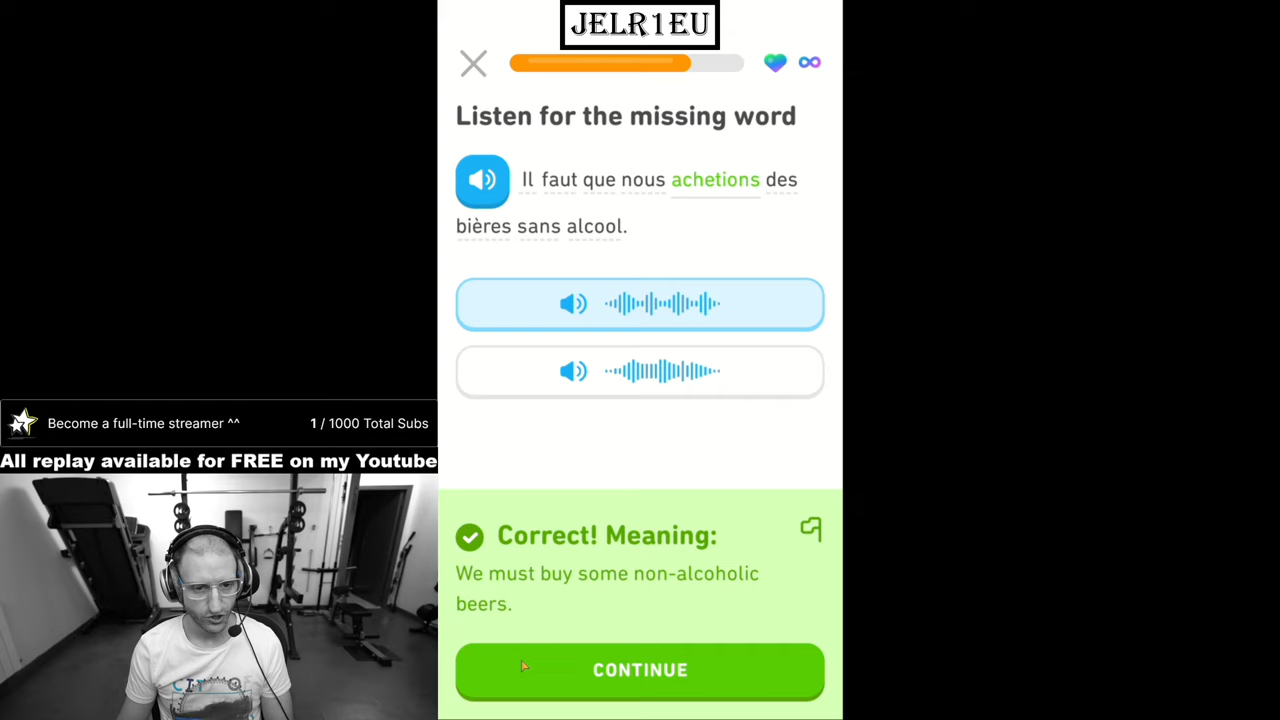 JELR1EU
Listen for the missing word
Il faut que nous achetions des
bières sans alcool.
Become a full-time streamer ^^ 1 / 1000 Total Subs
All replay available for FREE on my Youtube
Correct! Meaning:
We must buy some non-alcoholic
beers.
CONTINUE